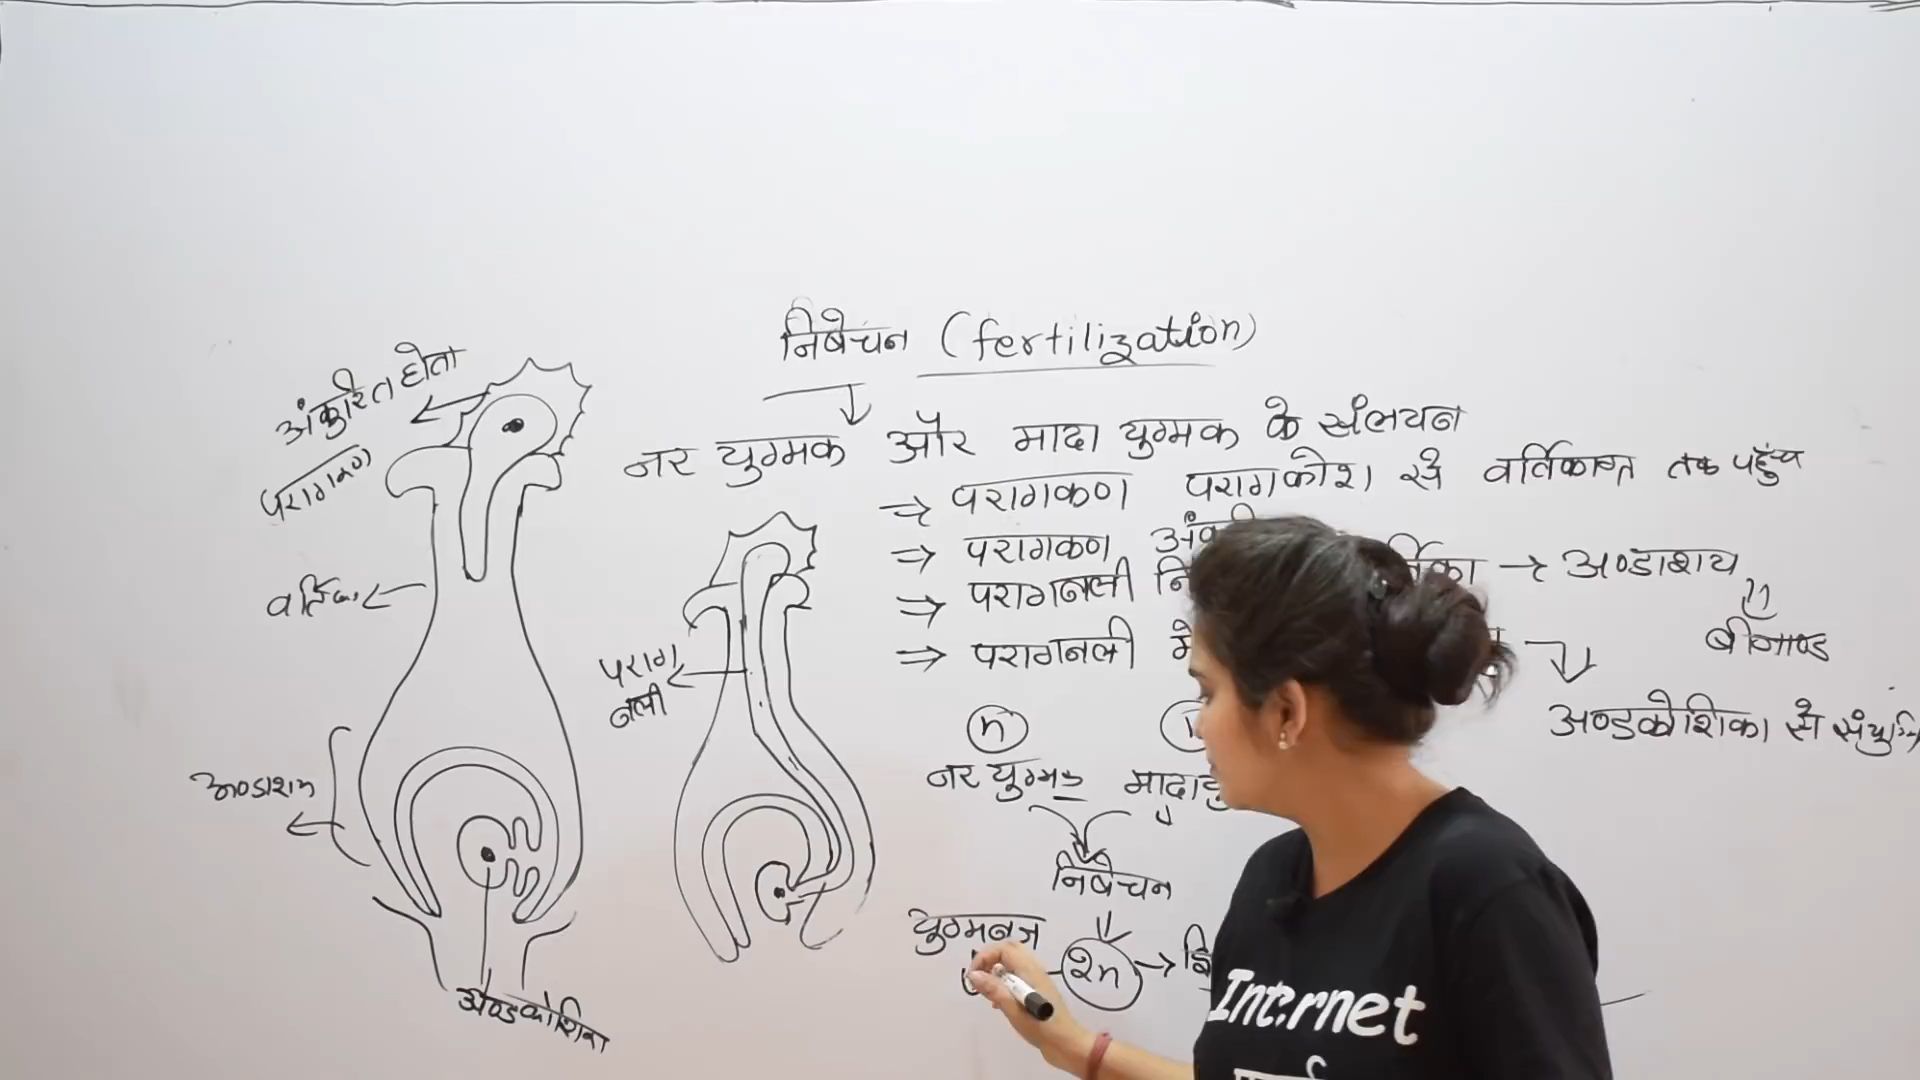 निषेचन (fertilization)
नर युग्मक और मादा युग्मक के संलयन
⇒ परागकण परागकोश से वर्तिकाग्र तक पहुँच
⇒ परागकण
⇒ परागनली → अण्डाशय
बीजाण्ड
⇒ परागनली
अण्डकोशिका से
n
नर युग्मक
निषेचन
युग्मनज
2n →
अंकुरित होता
परागकण
वर्तिका
अण्डाशय
अण्डकोशिका
पराग
नली
Internet